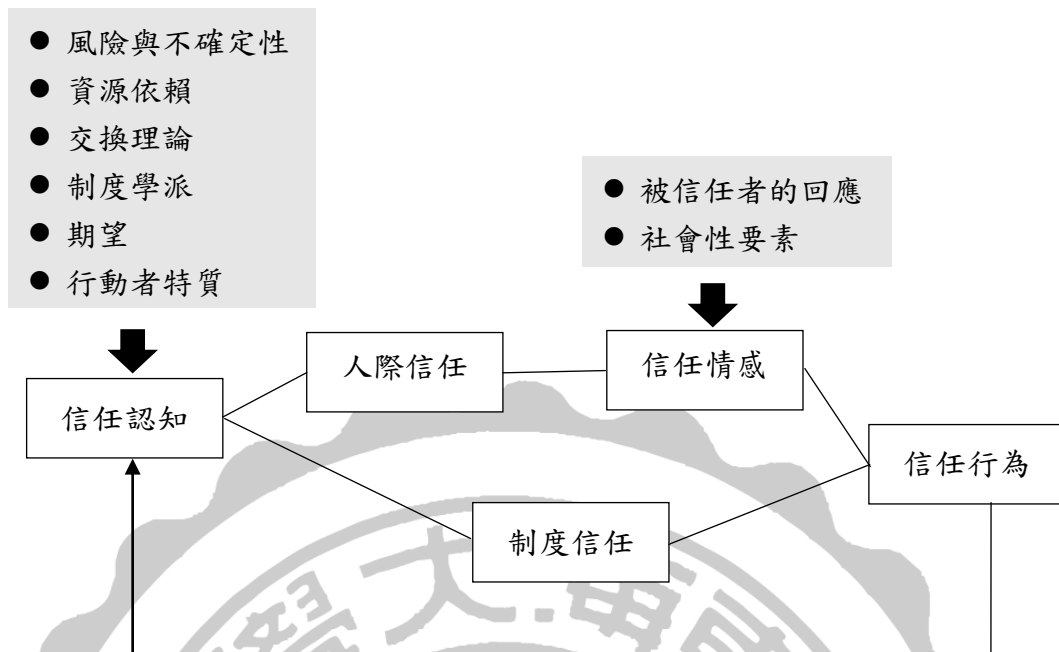 ● 風險與不確定性
● 資源依賴
● 交換理論
● 制度學派
● 期望
● 行動者特質
● 被信任者的回應
● 社會性要素
人際信任
信任情感
信任認知
信任行為
制度信任
學大.